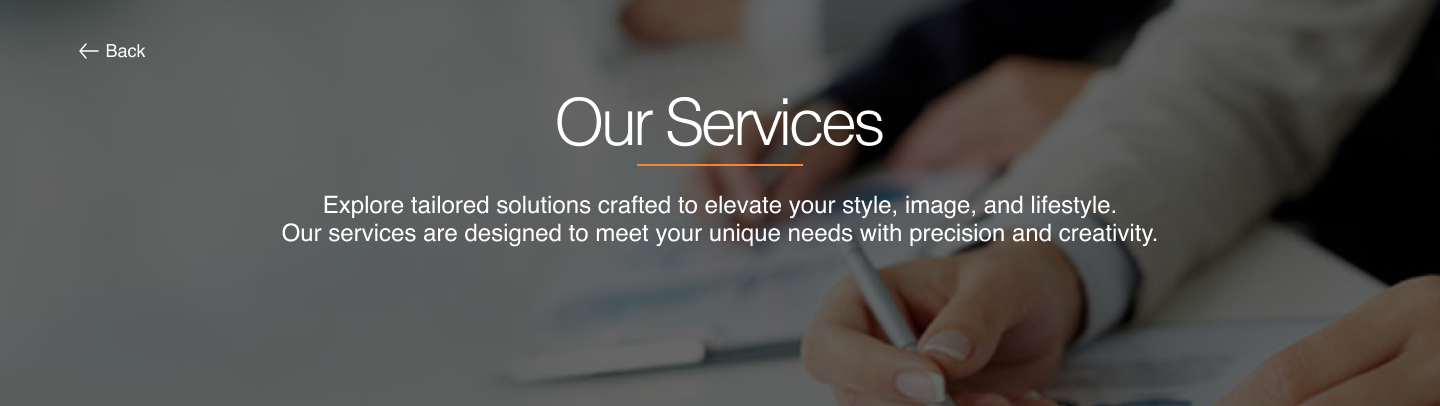 Back
Our Services
Explore tailored solutions crafted to elevate your style, image, and lifestyle.
Our services are designed to meet your unique needs with precision and creativity.